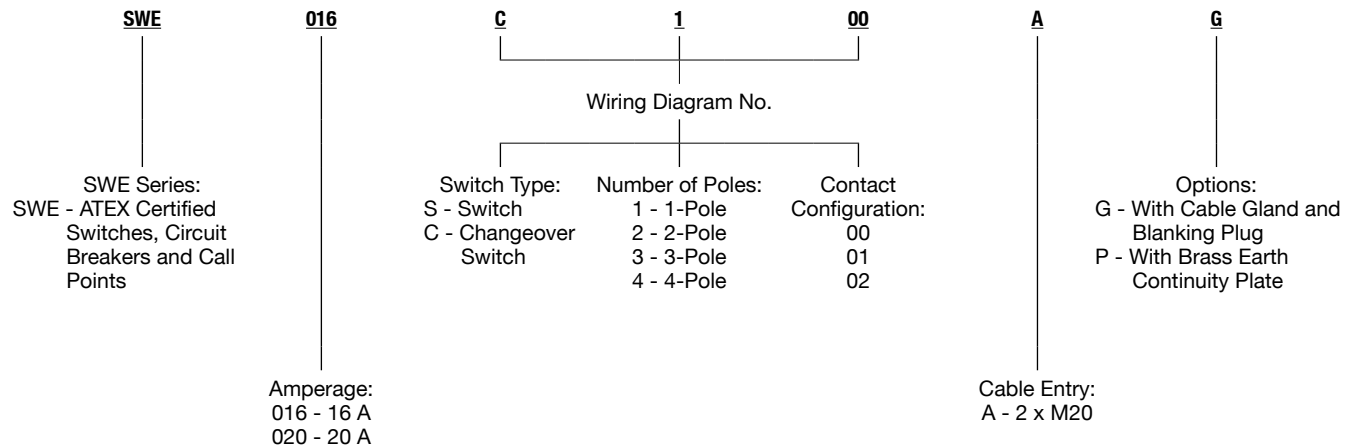 SWE 016 C 1 00 A G
Wiring Diagram No.
SWE Series:
SWE - ATEX Certified
Switches, Circuit
Breakers and Call
Points
Switch Type:
S - Switch
C - Changeover
Switch
Number of Poles:
1 - 1-Pole
2 - 2-Pole
3 - 3-Pole
4 - 4-Pole
Contact
Configuration:
00
01
02
Options:
G - With Cable Gland and
Blanking Plug
P - With Brass Earth
Continuity Plate
Amperage:
016 - 16 A
020 - 20 A
Cable Entry:
A - 2 x M20